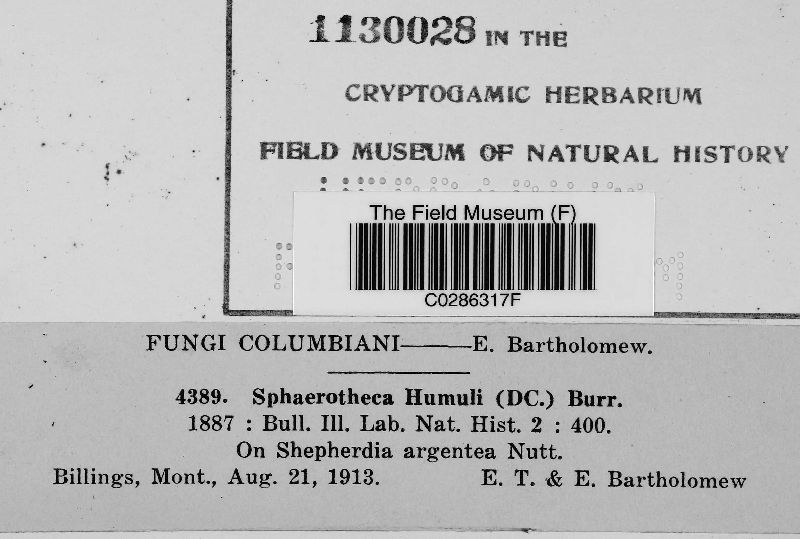 1130028 IN THE
CRYPTOGAMIC HERBARIUM
FIELD MUSEUM OF NATURAL HISTORY
The Field Museum (F)
C0286317F
FUNGI COLUMBIANI——E. Bartholomew.
4389. Sphaerotheca Humuli (DC.) Burr.
1887 : Bull. Ill. Lab. Nat. Hist. 2 : 400.
On Shepherdia argentea Nutt.
Billings, Mont., Aug. 21, 1913. E. T. & E. Bartholomew